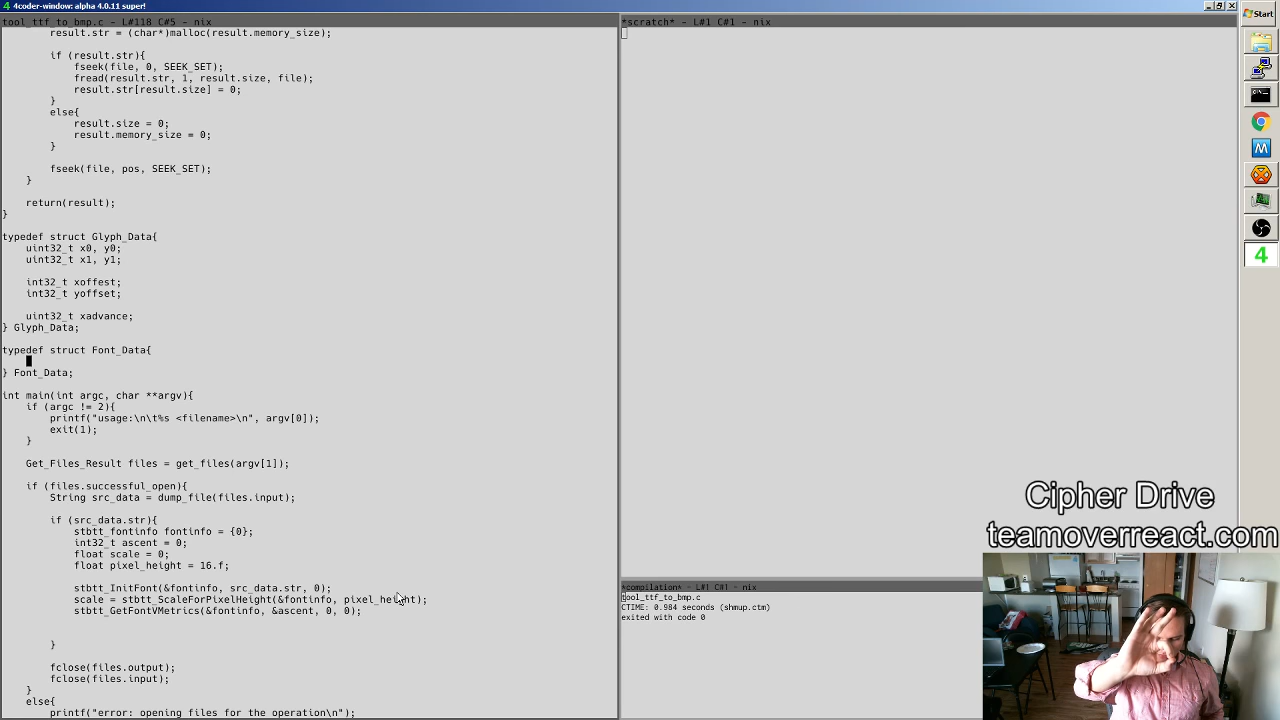 4coder-window: alpha 4.0.11 super!
Start
tool_ttf_to_bmp.c - L#118 C#5 - nix
        result.str = (char*)malloc(result.memory_size);
        if (result.str){
            fseek(file, 0, SEEK_SET);
            fread(result.str, 1, result.size, file);
            result.str[result.size] = 0;
        }
        else{
            result.size = 0;
            result.memory_size = 0;
        }
        fseek(file, pos, SEEK_SET);
    }
    return(result);
}
typedef struct Glyph_Data{
    uint32_t x0, y0;
    uint32_t x1, y1;
    int32_t xoffest;
    int32_t yoffset;
    uint32_t xadvance;
} Glyph_Data;
typedef struct Font_Data{
} Font_Data;
int main(int argc, char **argv){
    if (argc != 2){
        printf("usage:\n\t%s <filename>\n", argv[0]);
        exit(1);
    }
    Get_Files_Result files = get_files(argv[1]);
    if (files.successful_open){
        String src_data = dump_file(files.input);
        if (src_data.str){
            stbtt_fontinfo fontinfo = {0};
            int32_t ascent = 0;
            float scale = 0;
            float pixel_height = 16.f;
            stbtt_InitFont(&fontinfo, src_data.str, 0);
            scale = stbtt_ScaleForPixelHeight(&fontinfo, pixel_height);
            stbtt_GetFontVMetrics(&fontinfo, &ascent, 0, 0);
        }
        fclose(files.output);
        fclose(files.input);
    }
    else{
        printf("error: opening files for the operation\n");
*scratch* - L#1 C#1 - nix
*compilation* - L#1 C#1 - nix
tool_ttf_to_bmp.c
CTIME: 0.984 seconds (shmup.ctm)
exited with code 0
Cipher Drive
teamoverreact.com
M
4